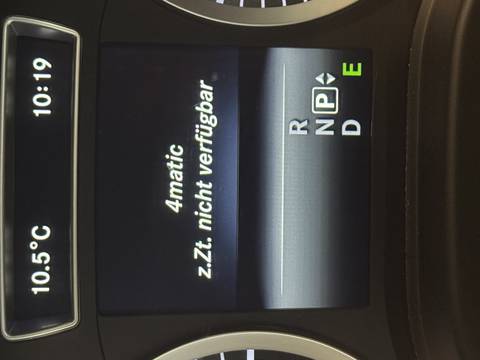 10.5°C 10:19
4matic
z.Zt. nicht verfügbar
R
N P
D E